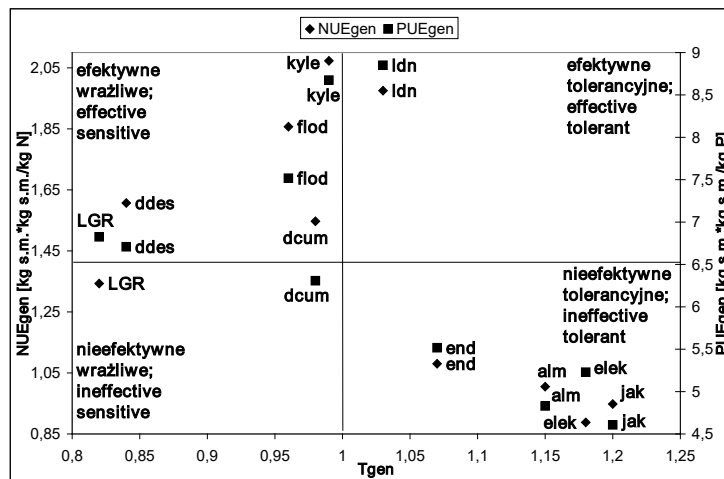 NUEgen PUEgen
NUEgen [kg s.m.*kg s.m./kg N]
2,05
1,85
1,65
1,45
1,25
1,05
0,85
efektywne
wrażliwe;
effective
sensitive
efektywne
tolerancyjne;
effective
tolerant
nieefektywne
wrażliwe;
ineffective
sensitive
nieefektywne
tolerancyjne;
ineffective
tolerant
kyle
kyle
ldn
ldn
flod
flod
ddes
LGR
ddes
dcum
LGR
dcum
end
end
alm
elek
alm
jak
elek
jak
9
8,5
8
7,5
7
6,5
6
5,5
5
4,5
PUEgen [kg s.m.*kg s.m./kg P]
0,8 0,85 0,9 0,95 1 1,05 1,1 1,15 1,2 1,25
Tgen